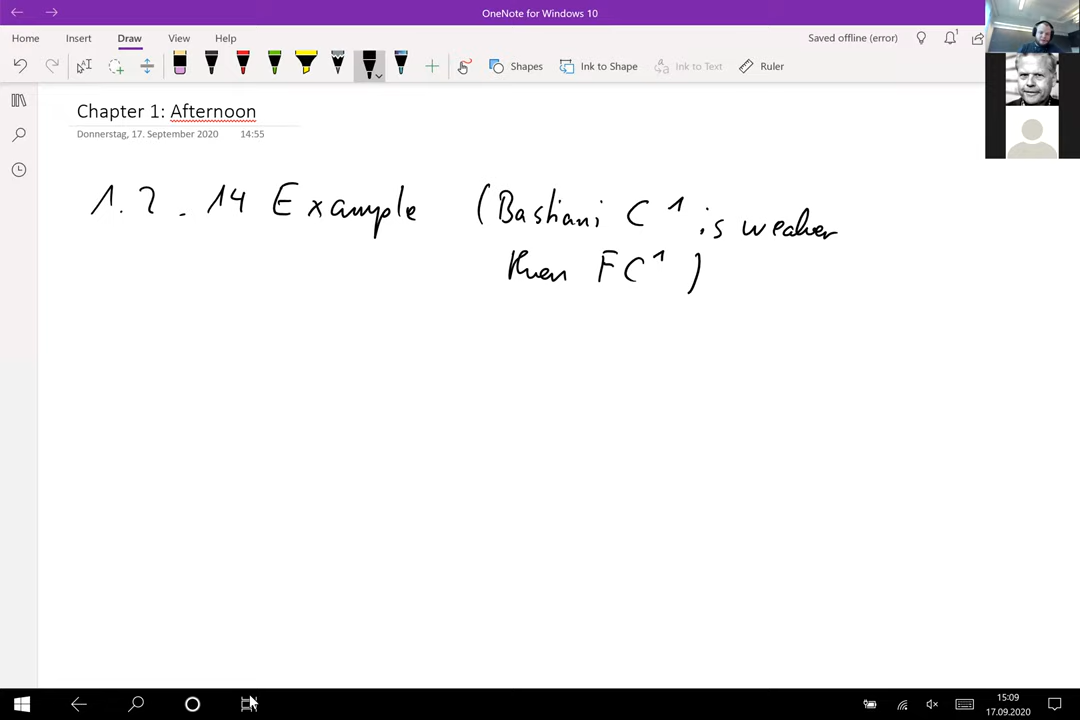 OneNote for Windows 10
Home Insert Draw View Help
Saved offline (error)
Shapes Ink to Shape Ink to Text Ruler
Chapter 1: Afternoon
Donnerstag, 17. September 2020 14:55
1.2.14 Example (Bastiani C^1 is weaker
then FC^1)
15:09
17.09.2020